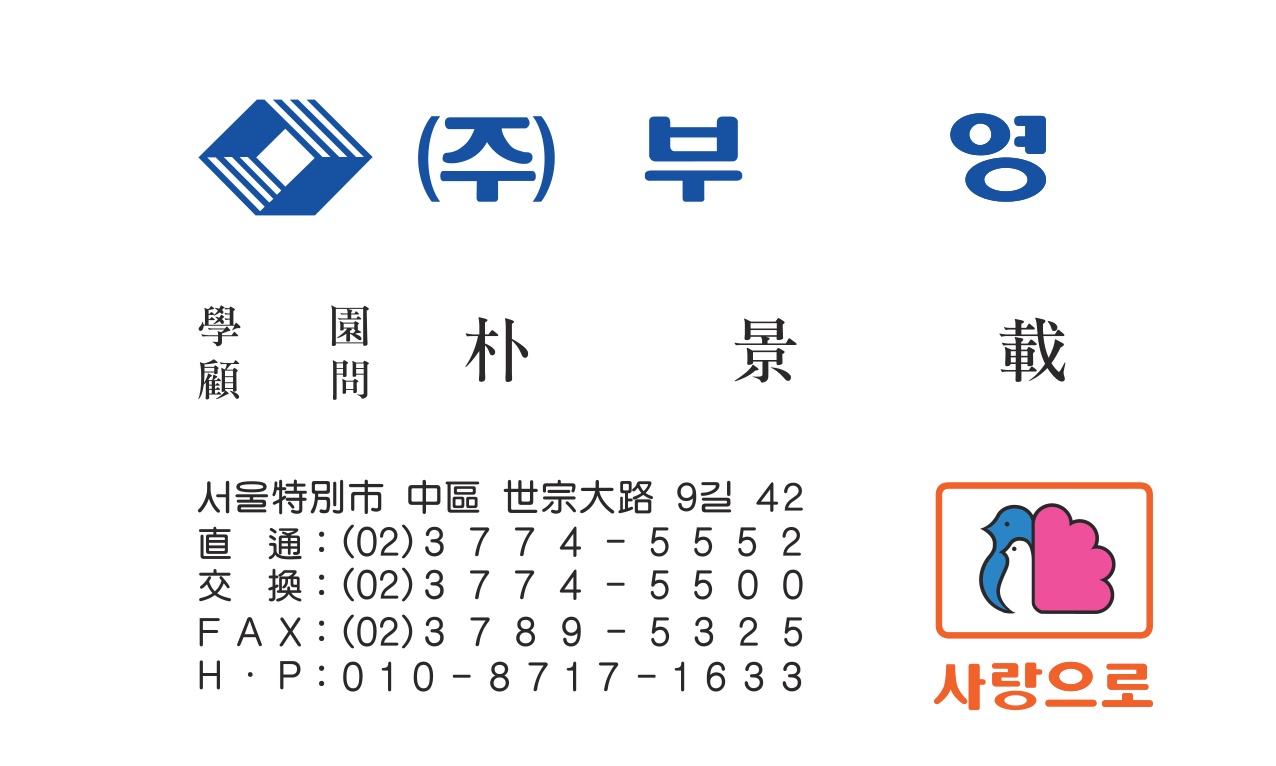 (주) 부 영
學 園
顧 問
朴 景 載
서울特別市 中區 世宗大路 9길 42
直 通 : (02) 3774-5552
交 換 : (02) 3774-5500
FAX : (02) 3789-5325
H·P : 010-8717-1633
사랑으로